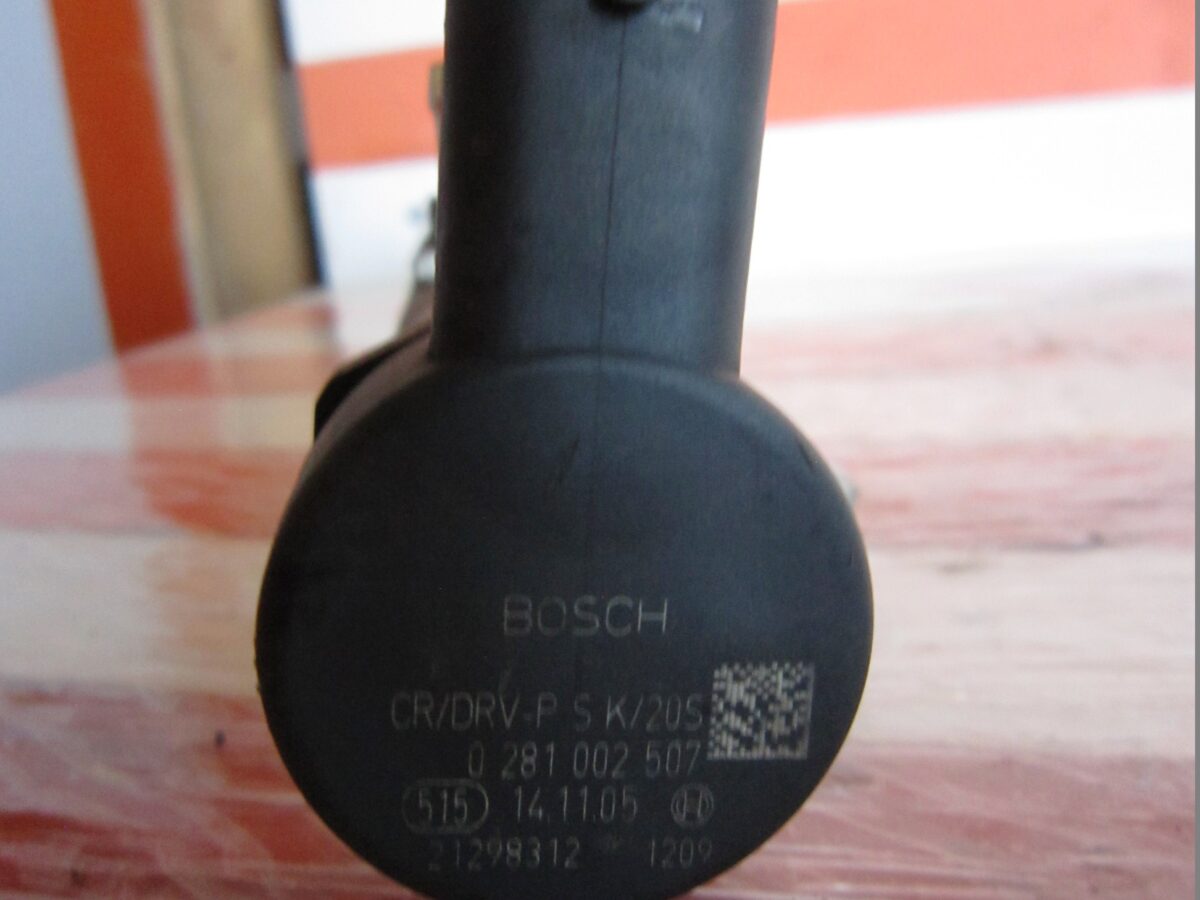 BOSCH
CR/DRV-P S K/20S
0 281 002 507
515 14.11.05
21298312 1209